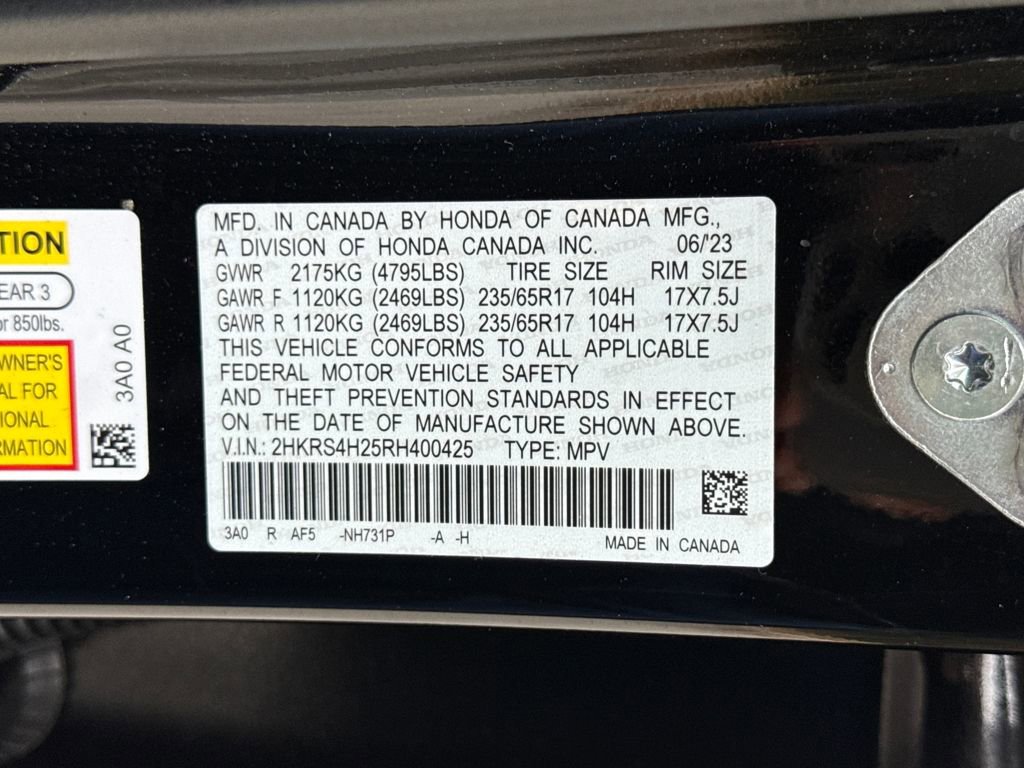 TION
EAR 3
or 850lbs.
WNER'S
AL FOR
IONAL
RMATION
3A0 A0
MFD. IN CANADA BY HONDA OF CANADA MFG.,
A DIVISION OF HONDA CANADA INC. 06/'23
GVWR 2175KG (4795LBS) TIRE SIZE RIM SIZE
GAWR F 1120KG (2469LBS) 235/65R17 104H 17X7.5J
GAWR R 1120KG (2469LBS) 235/65R17 104H 17X7.5J
THIS VEHICLE CONFORMS TO ALL APPLICABLE
FEDERAL MOTOR VEHICLE SAFETY
AND THEFT PREVENTION STANDARDS IN EFFECT
ON THE DATE OF MANUFACTURE SHOWN ABOVE.
V.I.N.: 2HKRS4H25RH400425 TYPE: MPV
3A0 R AF5 -NH731P -A -H
MADE IN CANADA